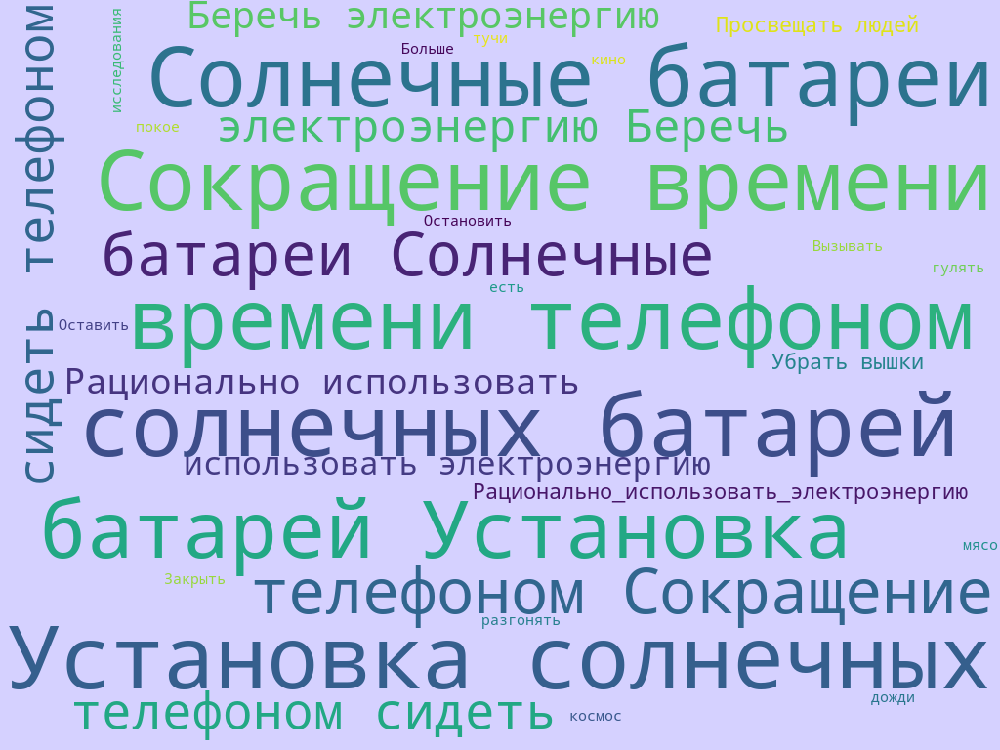 Беречь электроэнергию
Просвещать людей
тучи
Больше
кино
исследования
Солнечные батареи
покое
электроэнергию Беречь
Сокращение времени
Остановить
батареи Солнечные
Вызывать
гулять
есть
сидеть телефоном
Оставить
времени телефоном
Убрать вышки
Рационально использовать
солнечных батарей
использовать электроэнергию
Рационально_использовать_электроэнергию
батарей Установка
мясо
Закрыть
телефоном Сокращение
разгонять
Установка солнечных
дожди
телефоном сидеть
космос